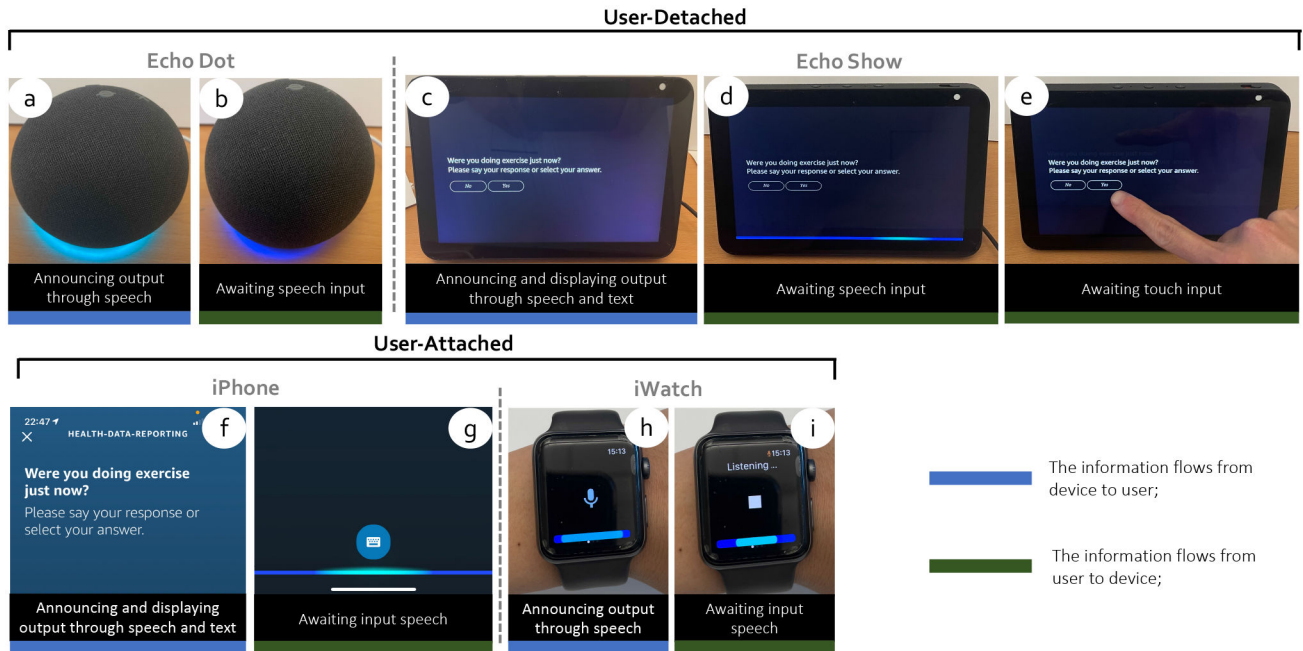 User-Detached
Echo Dot
Echo Show
a
b
c
d
e
Were you doing exercise just now?
Please say your response or select your answer.
No Yes
Were you doing exercise just now?
Please say your response or select your answer.
No Yes
Were you doing exercise just now?
Please say your response or select your answer.
No Yes
Announcing output
through speech
Awaiting speech input
Announcing and displaying output
through speech and text
Awaiting speech input
Awaiting touch input
User-Attached
iPhone
iWatch
22:47
HEALTH-DATA-REPORTING
f
Were you doing exercise
just now?
Please say your response or
select your answer.
g
h
15:13
i
15:13
Listening ...
Announcing and displaying
output through speech and text
Awaiting input speech
Announcing output
through speech
Awaiting input
speech
The information flows from
device to user;
The information flows from
user to device;